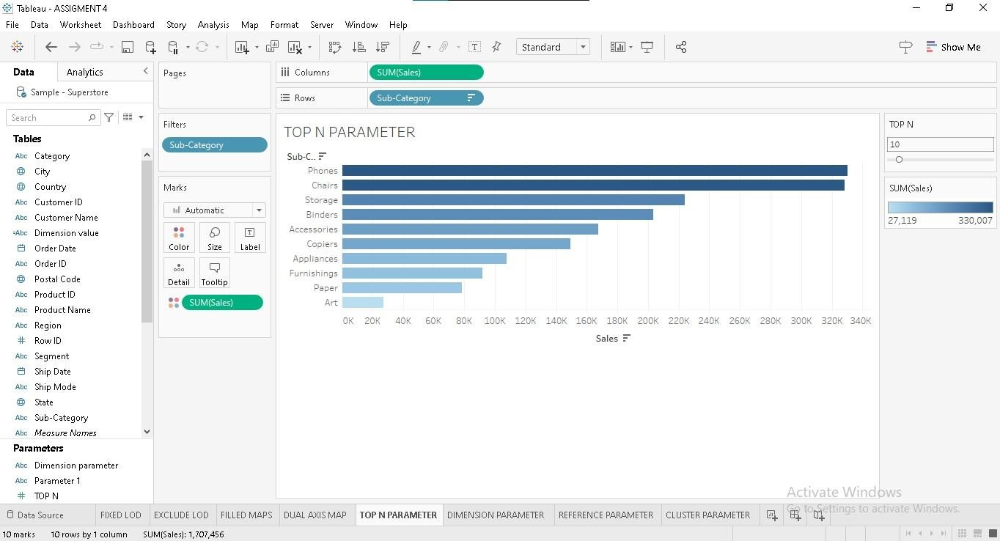 Tableau - ASSIGMENT4
File Data Worksheet Dashboard Story Analysis Map Format Server Window Help
Standard
Show Me
Data Analytics
Sample - Superstore
Search
Tables
Abc Category
City
Country
Abc Customer ID
Abc Customer Name
=Abc Dimension value
Order Date
Abc Order ID
Postal Code
Abc Product ID
Abc Product Name
Abc Region
# Row ID
Abc Segment
Ship Date
Abc Ship Mode
State
Abc Sub-Category
Abc Measure Names
Parameters
Abc Dimension parameter
Abc Parameter 1
# TOP N
Pages
Filters
Sub-Category
Marks
Automatic
Color Size Label
Detail Tooltip
SUM(Sales)
Columns SUM(Sales)
Rows Sub-Category
TOP N PARAMETER
Sub-C..
Phones
Chairs
Storage
Binders
Accessories
Copiers
Appliances
Furnishings
Paper
Art
0K 20K 40K 60K 80K 100K 120K 140K 160K 180K 200K 220K 240K 260K 280K 300K 320K 340K
Sales
TOP N
10
SUM(Sales)
27,119 330,007
Activate Windows
Go to Settings to activate Windows.
Data Source FIXED LOD EXCLUDE LOD FILLED MAPS DUAL AXIS MAP TOP N PARAMETER DIMENSION PARAMETER REFERENCE PARAMETER CLUSTER PARAMETER
10 marks 10 rows by 1 column SUM(Sales): 1,707,456